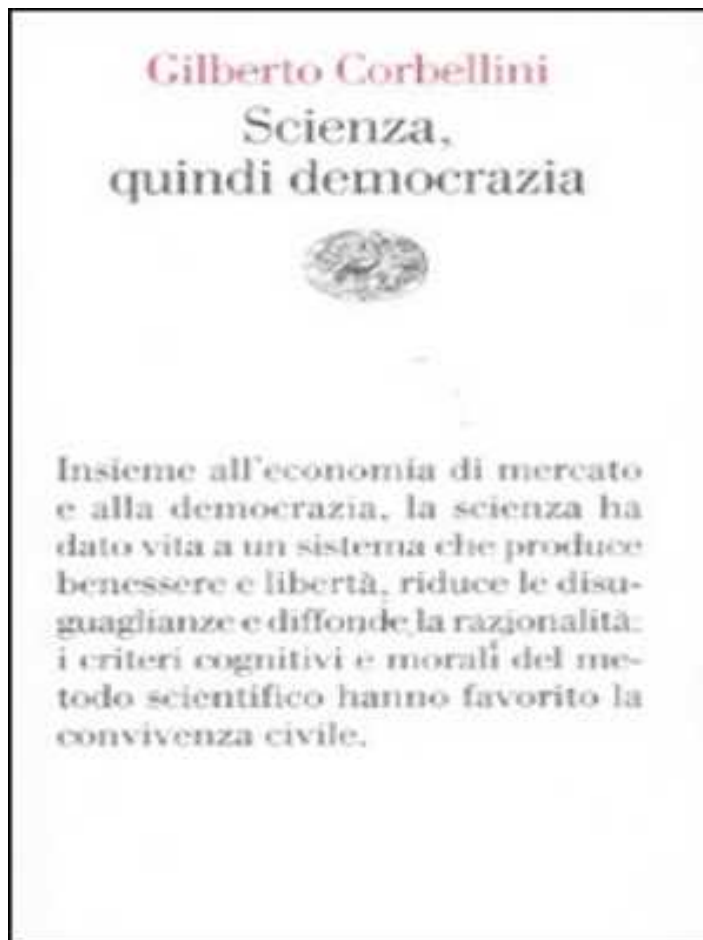 Gilberto Corbellini
Scienza,
quindi democrazia
Insieme all'economia di mercato
e alla democrazia, la scienza ha
dato vita a un sistema che produce
benessere e libertà, riduce le disu-
guaglianze e diffonde la razionalità:
i criteri cognitivi e morali del me-
todo scientifico hanno favorito la
convivenza civile.